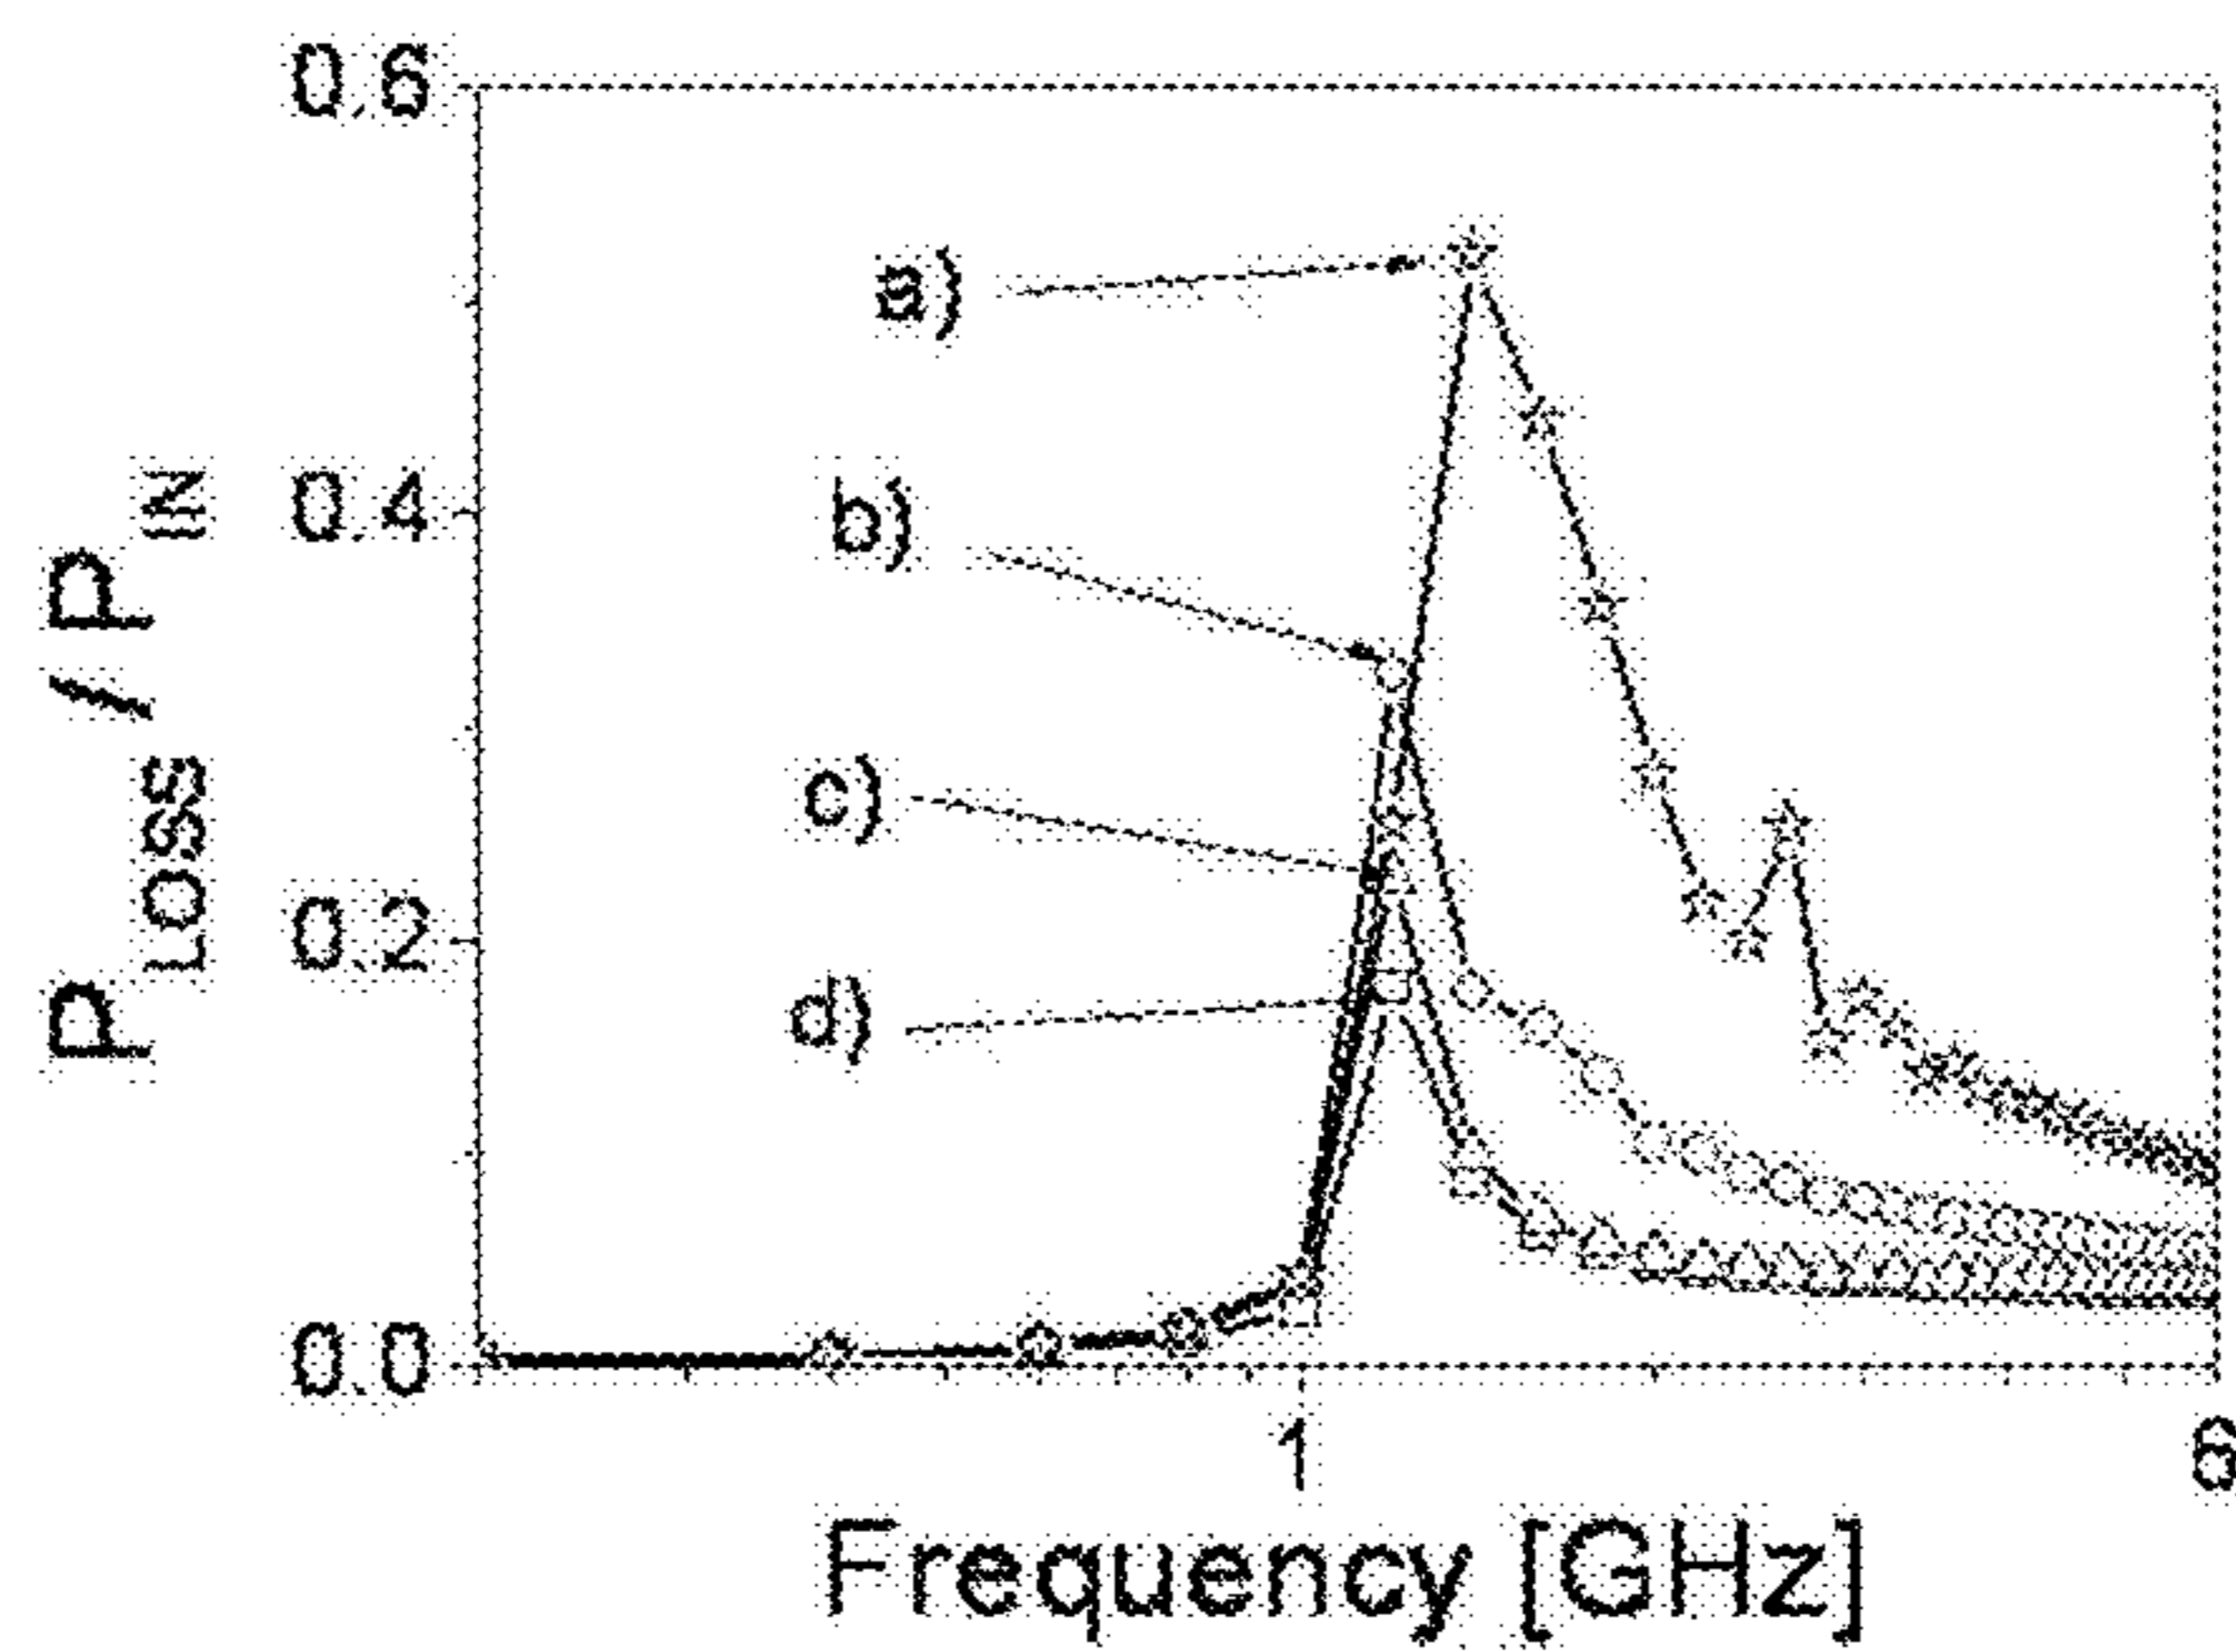 0.6
0.4
0.2
0.0
P_LOSS / P_IN
a)
b)
c)
d)
1
6
Frequency [GHz]